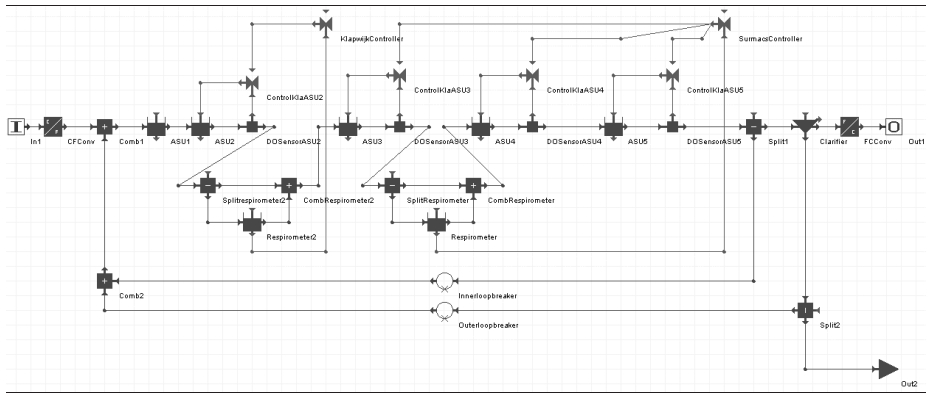 KlapwijkController
SurmacsController
ControlKlaASU2
ControlKlaASU3
ControlKlaASU4
ControlKlaASU5
In1
CFConv
Comb1
ASU1
ASU2
DOSensorASU2
ASU3
DOSensorASU3
ASU4
DOSensorASU4
ASU5
DOSensorASU5
Split1
Clarifier
FCConv
Out1
Splitrespirometer2
CombRespirometer2
SplitRespirometer
CombRespirometer
Respirometer2
Respirometer
Comb2
Innerloopbreaker
Outerloopbreaker
Split2
Out2